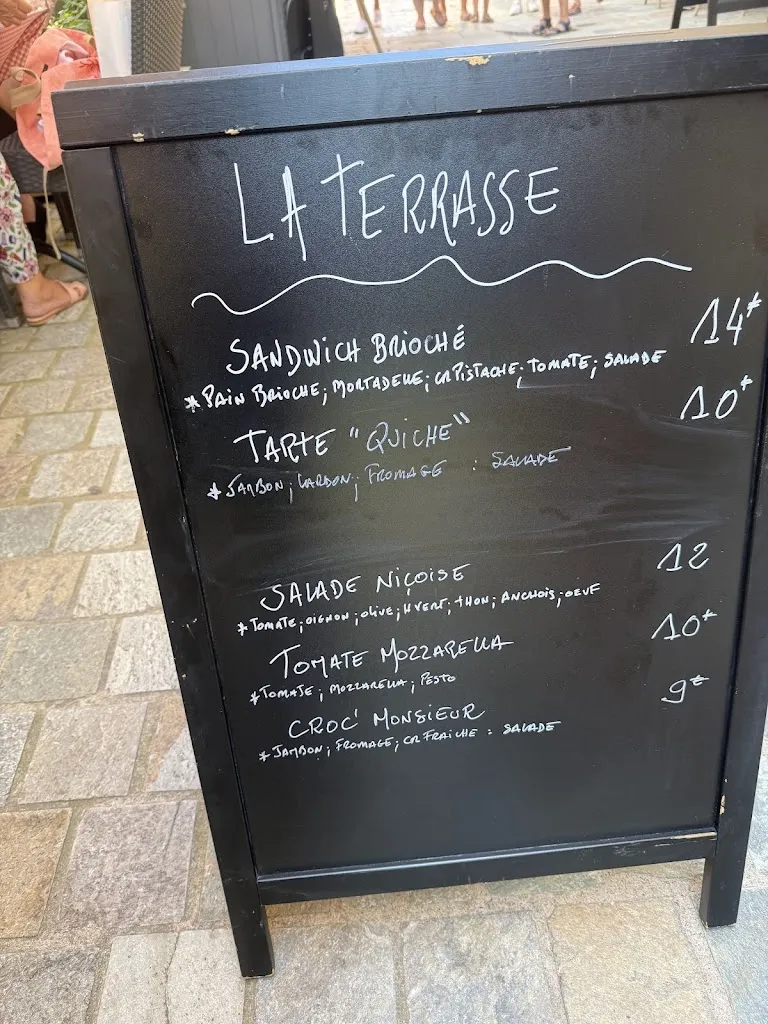 LA TERRASSE
SANDWICH BRIOCHÉ 14€
* PAIN BRIOCHE; MORTADELLE; CR PISTACHE; TOMATE; SALADE
TARTE "QUICHE" 10€
* JAMBON; LARDON; FROMAGE : SALADE
SALADE NIÇOISE 12
* TOMATE; OIGNON; OLIVE; H VERT; THON; ANCHOIS; OEUF
TOMATE MOZZARELLA 10€
* TOMATE; MOZZARELLA; PESTO
CROC' MONSIEUR 9€
* JAMBON; FROMAGE; CR FRAICHE : SALADE